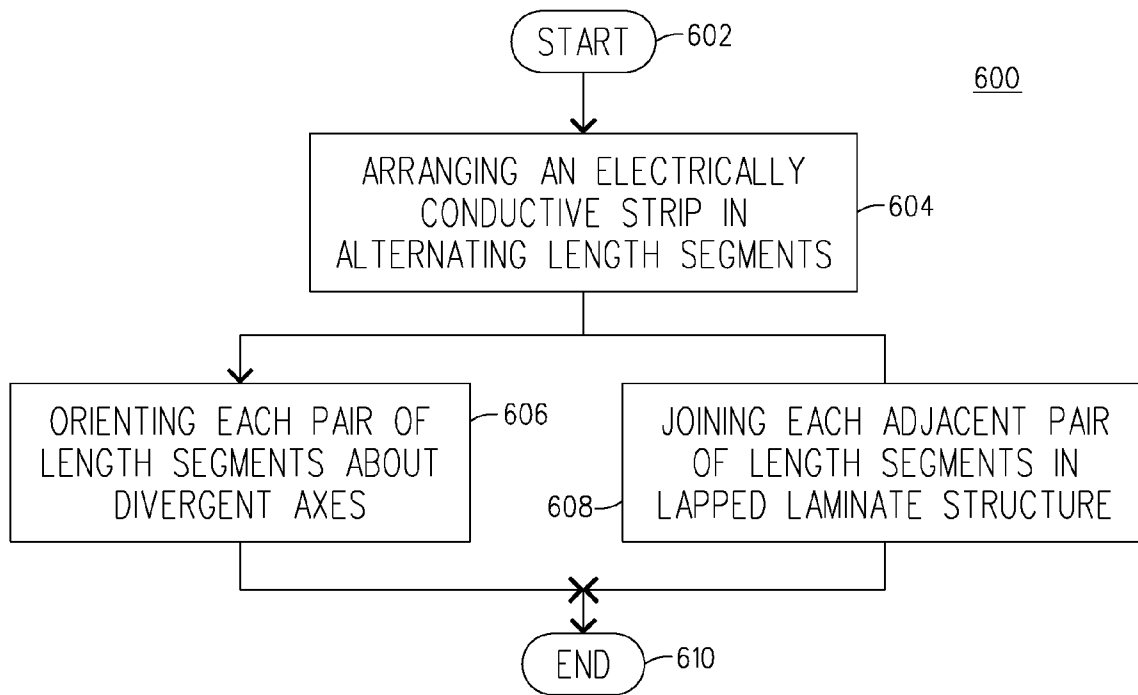 START
602
600
ARRANGING AN ELECTRICALLY
CONDUCTIVE STRIP IN
ALTERNATING LENGTH SEGMENTS
604
ORIENTING EACH PAIR OF
LENGTH SEGMENTS ABOUT
DIVERGENT AXES
606
JOINING EACH ADJACENT PAIR
OF LENGTH SEGMENTS IN
LAPPED LAMINATE STRUCTURE
608
END
610